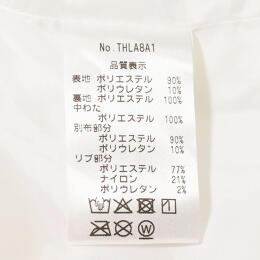 No.THLA8A1
品質表示
表地 ポリエステル 90%
ポリウレタン 10%
裏地 ポリエステル 100%
中わた
ポリエステル 100%
別布部分
ポリエステル 90%
ポリウレタン 10%
リブ部分
ポリエステル 77%
ナイロン 21%
ポリウレタン 2%